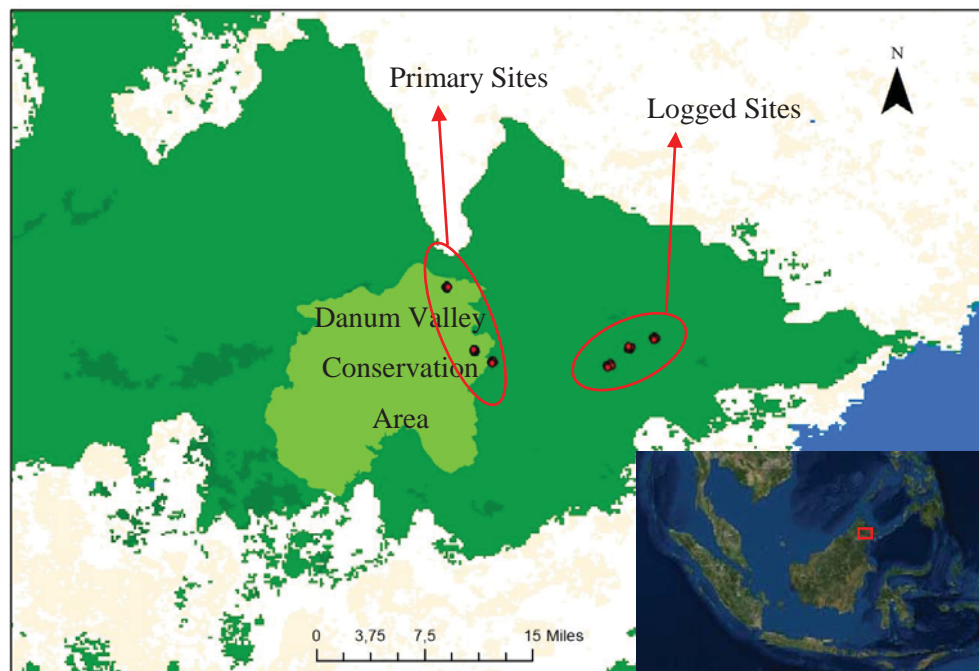 Primary Sites
N
Logged Sites
Danum Valley
Conservation
Area
0 3,75 7,5 15 Miles